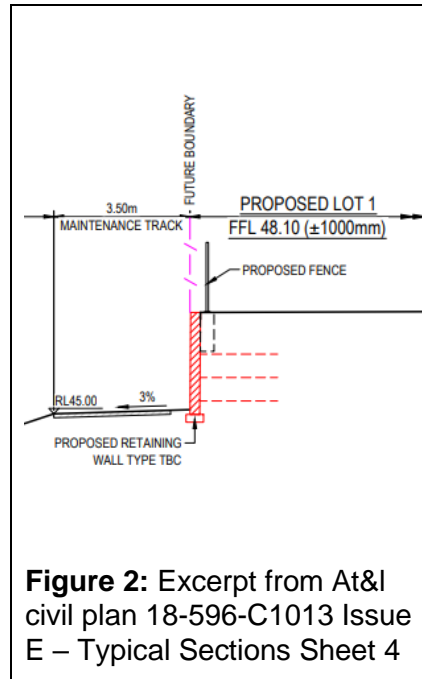 FUTURE BOUNDARY
3.50m
MAINTENANCE TRACK
PROPOSED LOT 1
FFL 48.10 (±1000mm)
PROPOSED FENCE
RL45.00
3%
PROPOSED RETAINING
WALL TYPE TBC
Figure 2: Excerpt from At&l
civil plan 18-596-C1013 Issue
E – Typical Sections Sheet 4